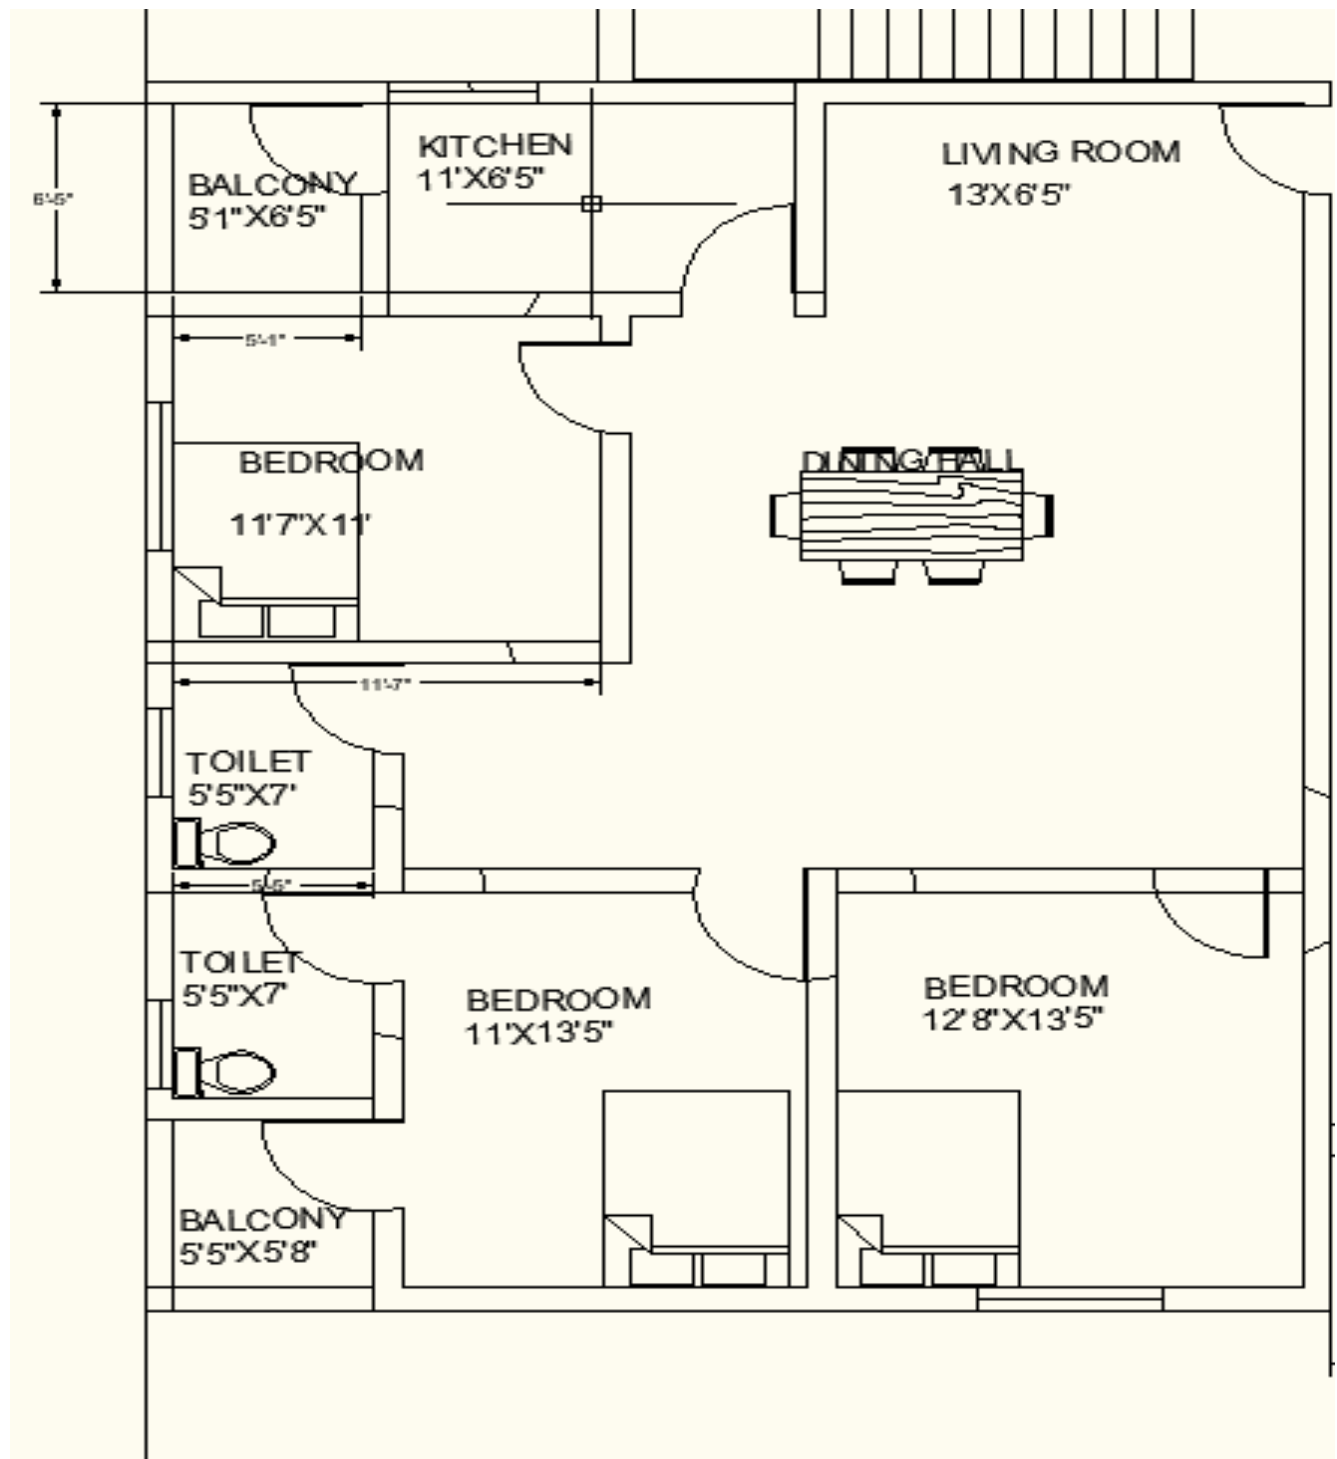 KITCHEN
11'X6'5"
LIVING ROOM
13'X6'5"
BALCONY
5'1"X6'5"
6'-5"
5'-1"
BEDROOM
11'7"X11'
DINING HALL
11'-7"
TOILET
5'5"X7'
5'-5"
TOILET
5'5"X7'
BEDROOM
11'X13'5"
BEDROOM
12'8"X13'5"
BALCONY
5'5"X5'8"